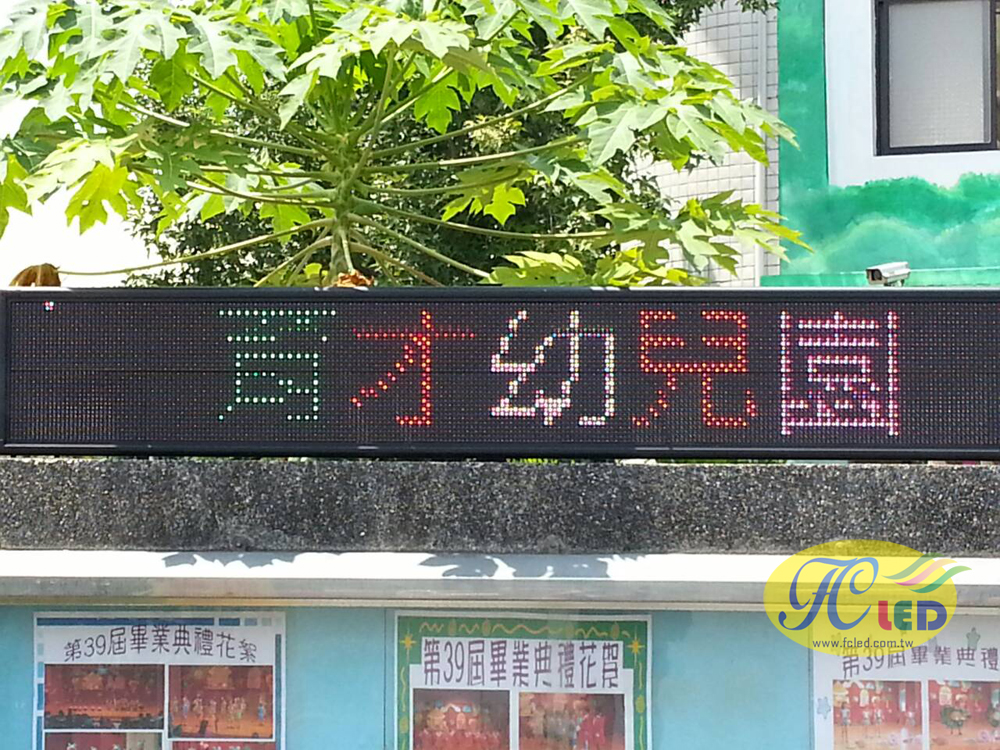 育才幼兒園
第39屆畢業典禮花絮
第39屆畢業典禮花絮
第39屆畢業典禮
FC LED
www.fcled.com.tw